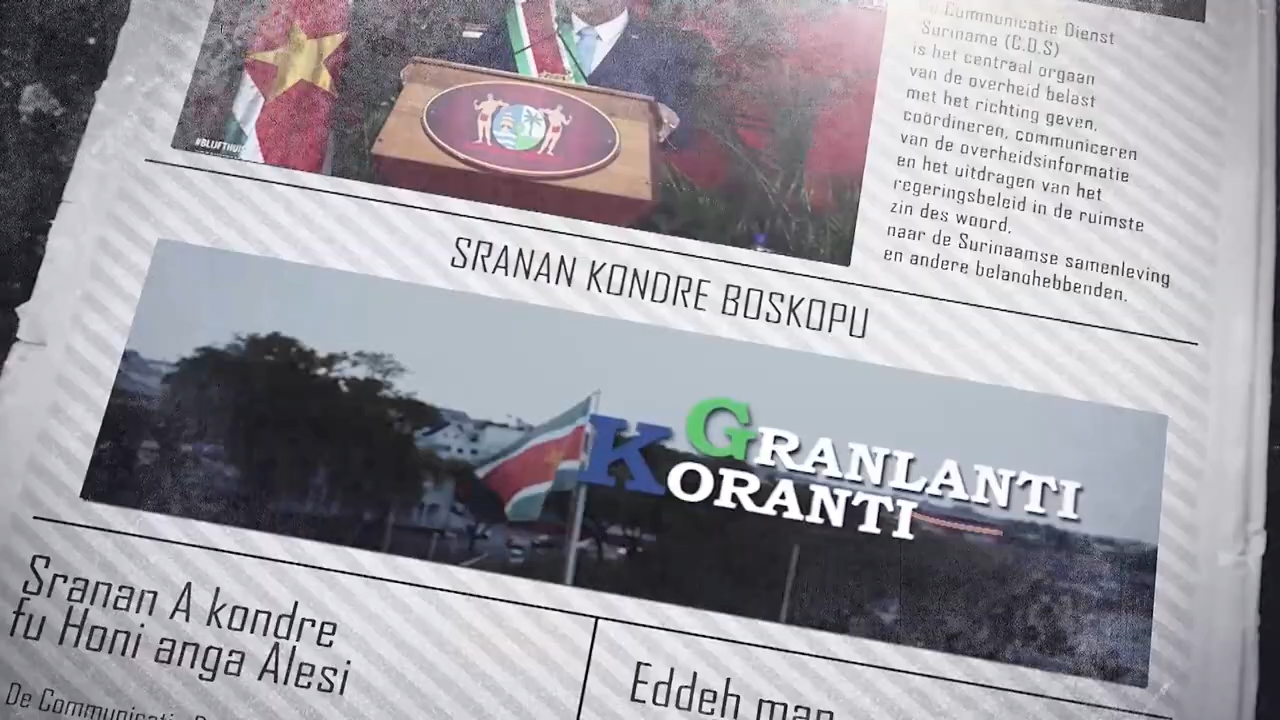 #BLUFTHUIS
Communicatie Dienst
Suriname (C.D.S)
is het centraal orgaan
van de overheid belast
met het richting geven,
coördineren, communiceren
van de overheidsinformatie
en het uitdragen van het
regeringsbeleid in de ruimste
zin des woord,
naar de Surinaamse samenleving
en andere belanghebbenden.
SRANAN KONDRE BOSKOPU
GRANLANTI
KORANTI
Sranan A kondre
fu Honi anga Alesi
De Communicatie
Eddeh man